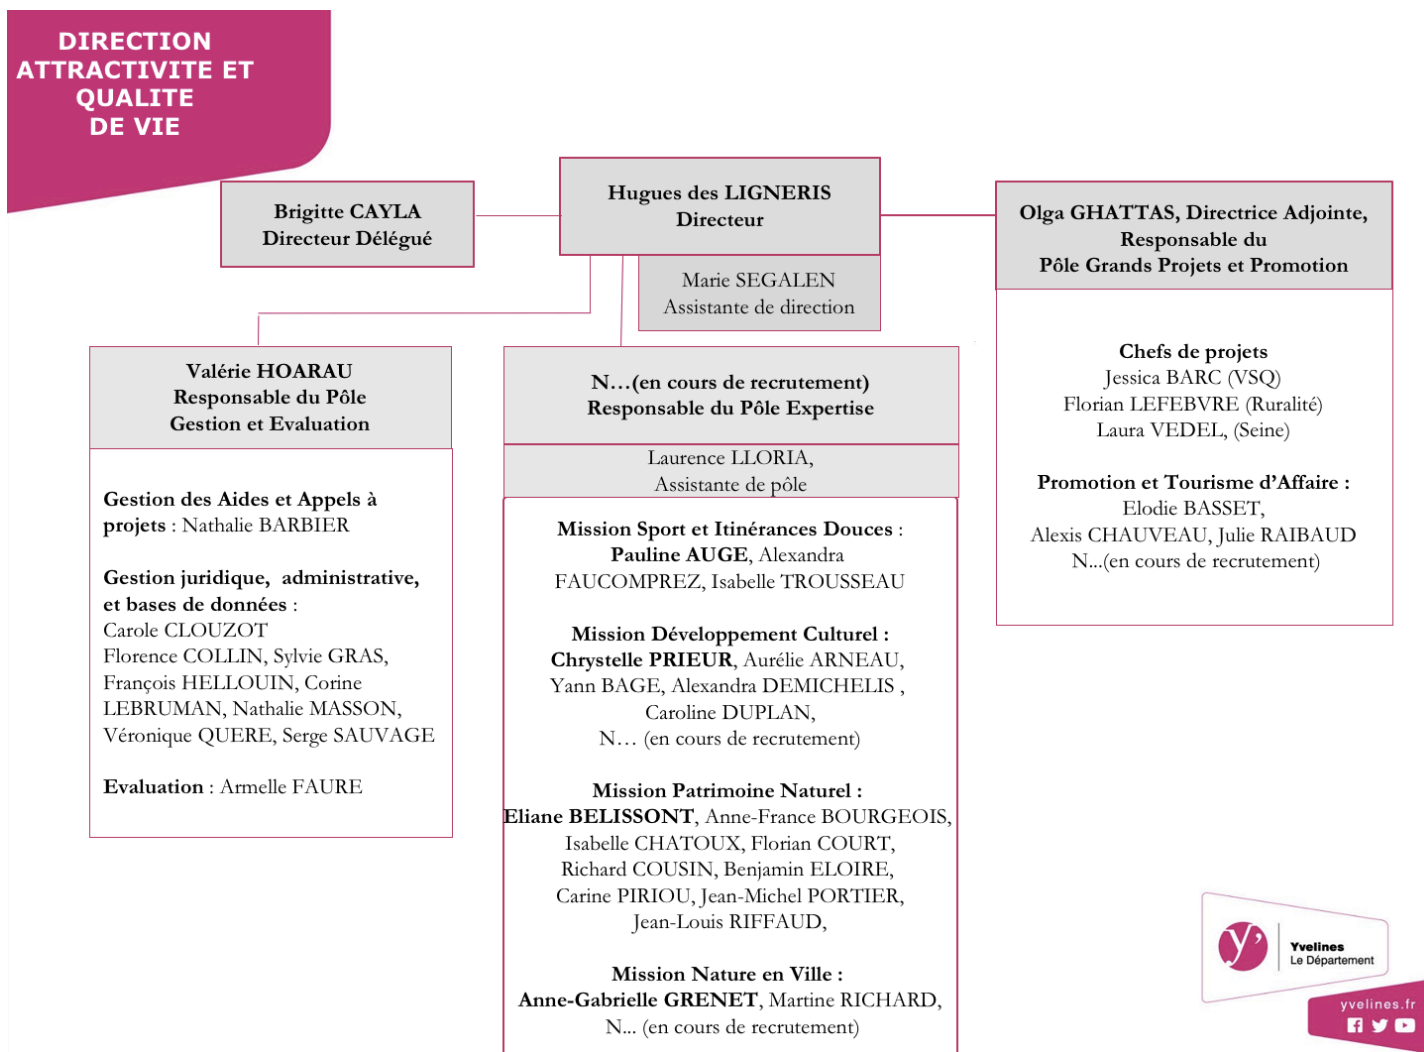 DIRECTION
ATTRACTIVITE ET
QUALITE
DE VIE
Brigitte CAYLA
Directeur Délégué
Hugues des LIGNERIS
Directeur
Marie SEGALEN
Assistante de direction
Olga GHATTAS, Directrice Adjointe,
Responsable du
Pôle Grands Projets et Promotion
Chefs de projets
Jessica BARC (VSQ)
Florian LEFEBVRE (Ruralité)
Laura VEDEL, (Seine)
Promotion et Tourisme d’Affaire :
Elodie BASSET,
Alexis CHAUVEAU, Julie RAIBAUD
N...(en cours de recrutement)
Valérie HOARAU
Responsable du Pôle
Gestion et Evaluation
Gestion des Aides et Appels à
projets : Nathalie BARBIER
Gestion juridique, administrative,
et bases de données :
Carole CLOUZOT
Florence COLLIN, Sylvie GRAS,
François HELLOUIN, Corine
LEBRUMAN, Nathalie MASSON,
Véronique QUERE, Serge SAUVAGE
Evaluation : Armelle FAURE
N…(en cours de recrutement)
Responsable du Pôle Expertise
Laurence LLORIA,
Assistante de pôle
Mission Sport et Itinérances Douces :
Pauline AUGE, Alexandra
FAUCOMPREZ, Isabelle TROUSSEAU
Mission Développement Culturel :
Chrystelle PRIEUR, Aurélie ARNEAU,
Yann BAGE, Alexandra DEMICHELIS ,
Caroline DUPLAN,
N… (en cours de recrutement)
Mission Patrimoine Naturel :
Eliane BELISSONT, Anne-France BOURGEOIS,
Isabelle CHATOUX, Florian COURT,
Richard COUSIN, Benjamin ELOIRE,
Carine PIRIOU, Jean-Michel PORTIER,
Jean-Louis RIFFAUD,
Mission Nature en Ville :
Anne-Gabrielle GRENET, Martine RICHARD,
N... (en cours de recrutement)
y’
Yvelines
Le Département
yvelines.fr